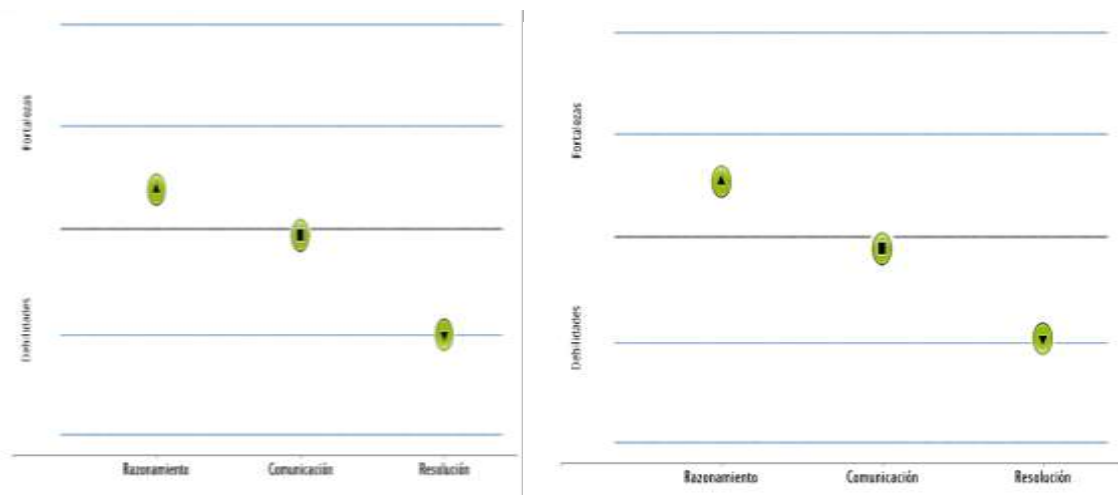 Fortalezas
Debilidades
Razonamiento Comunicación Resolución
Fortalezas
Debilidades
Razonamiento Comunicación Resolución